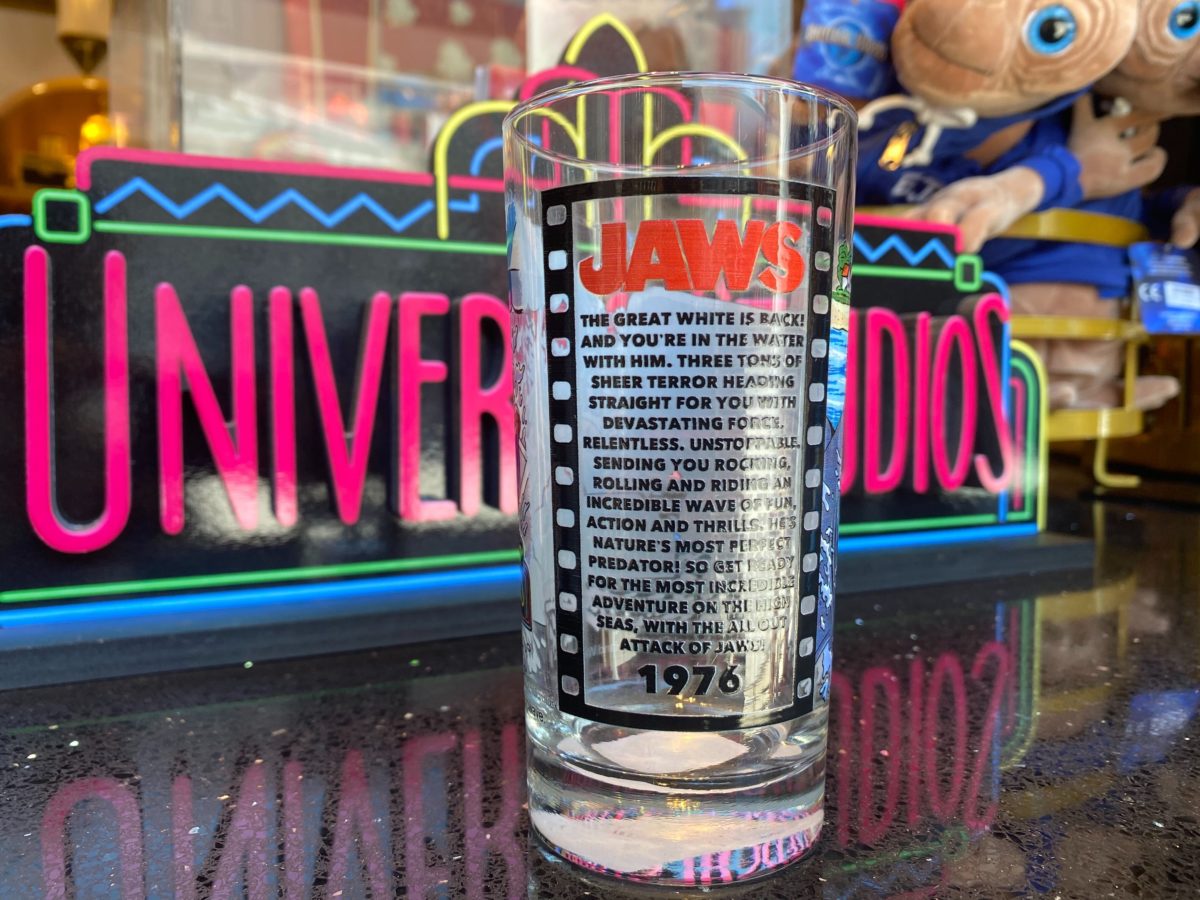 UNIVER
UDIOS
JAWS
THE GREAT WHITE IS BACK!
AND YOU'RE IN THE WATER
WITH HIM. THREE TONS OF
SHEER TERROR HEADING
STRAIGHT FOR YOU WITH
DEVASTATING FORCE.
RELENTLESS. UNSTOPPABLE.
SENDING YOU ROCKING,
ROLLING AND RIDING AN
INCREDIBLE WAVE OF FUN,
ACTION AND THRILLS. HE'S
NATURE'S MOST PERFECT
PREDATOR! SO GET READY
FOR THE MOST INCREDIBLE
ADVENTURE ON THE HIGH
SEAS, WITH THE ALL OUT
ATTACK OF JAWS!
1976
CE